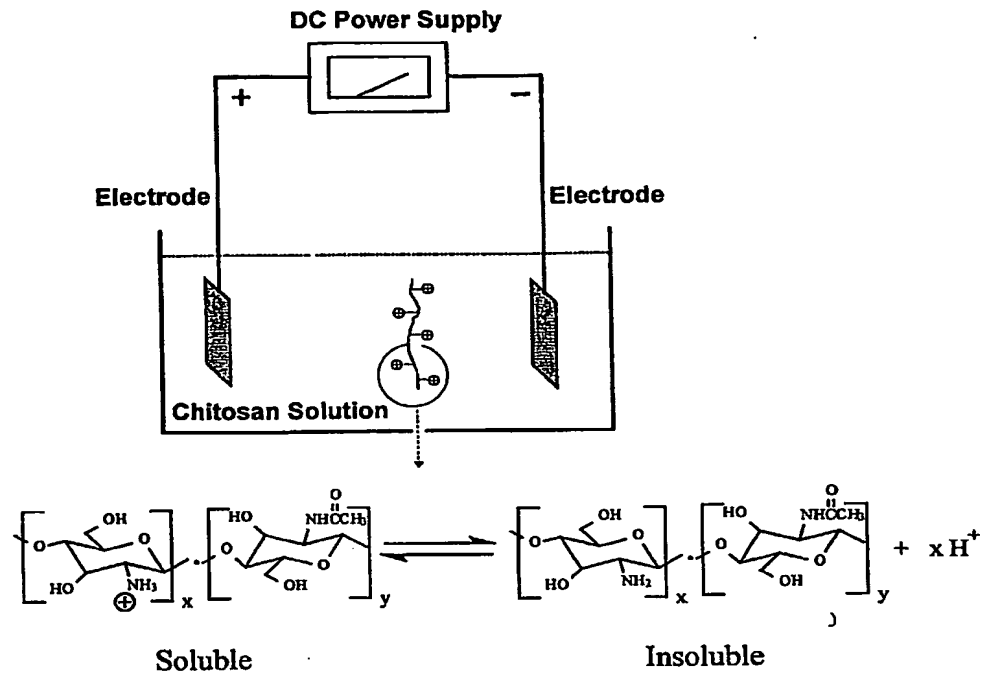 DC Power Supply
+ −
Electrode Electrode
⊕
⊕
⊕
⊕
⊕
Chitosan Solution
O OH O HO NH₃ ⊕ x HO O NHCCH₃ O O OH y
O OH O HO NH₂ x HO O NHCCH₃ O O OH y + x H⁺
Soluble Insoluble